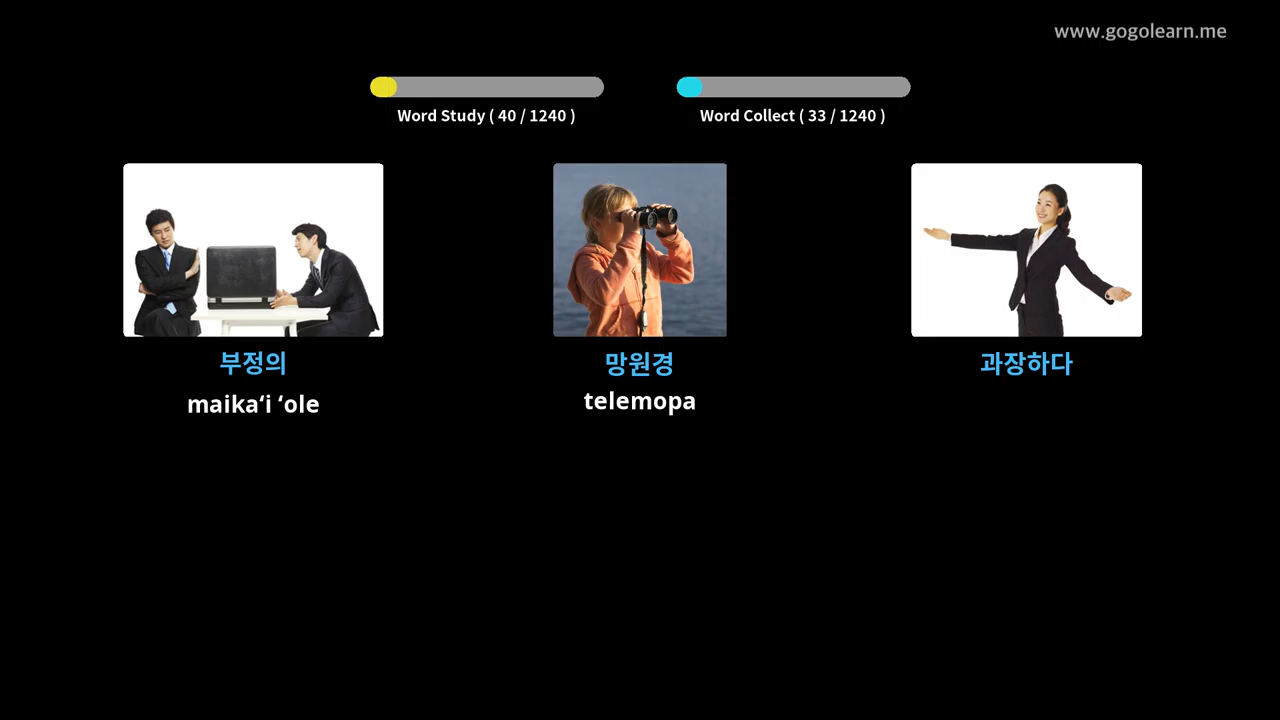 www.gogolearn.me
Word Study ( 40 / 1240 )
Word Collect ( 33 / 1240 )
부정의
망원경
과장하다
maikaʻi ʻole
telemopa